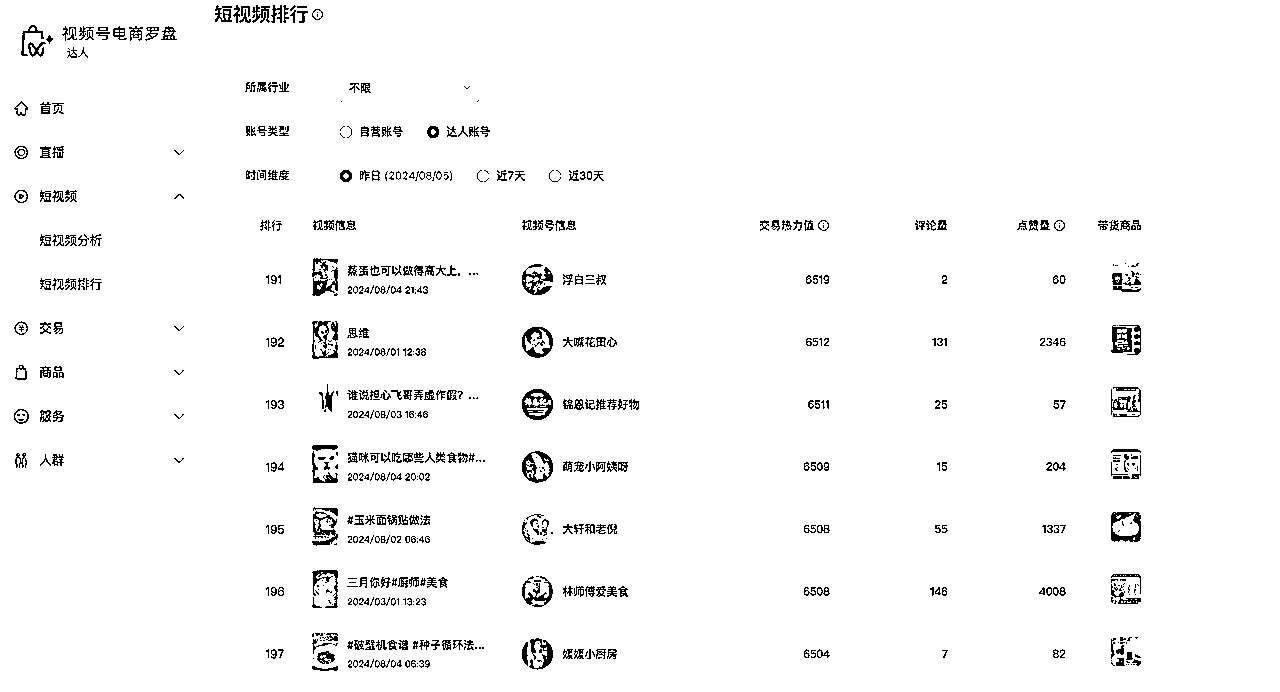 短视频排行
视频号电商罗盘
达人
首页
直播
短视频
短视频分析
短视频排行
交易
商品
服务
人群
所属行业 不限
账号类型 自营账号 达人账号
时间维度 昨日 (2024/08/05) 近7天 近30天
排行 视频信息 视频号信息 交易热力值 评论量 点赞量 带货商品
191 蒸蛋也可以做得高大上，... 浮白三叔 6519 2 60
2024/08/04 21:43
192 思维 大嘴花甜心 6512 131 2346
2024/08/01 12:38
193 谁说担心飞哥弄虚作假？... 锦恩记推荐好物 6511 25 57
2024/08/03 16:46
194 猫咪可以吃哪些人类食物#... 萌宠小阿姨呀 6509 15 204
2024/08/04 20:02
195 #玉米面锅贴做法 大轩和老倪 6508 55 1337
2024/08/02 06:46
196 三月你好#厨师#美食 林师傅爱美食 6508 146 4008
2024/03/01 13:23
197 #破壁机食谱 #种子循环法... 媛媛小厨房 6504 7 82
2024/08/04 06:39